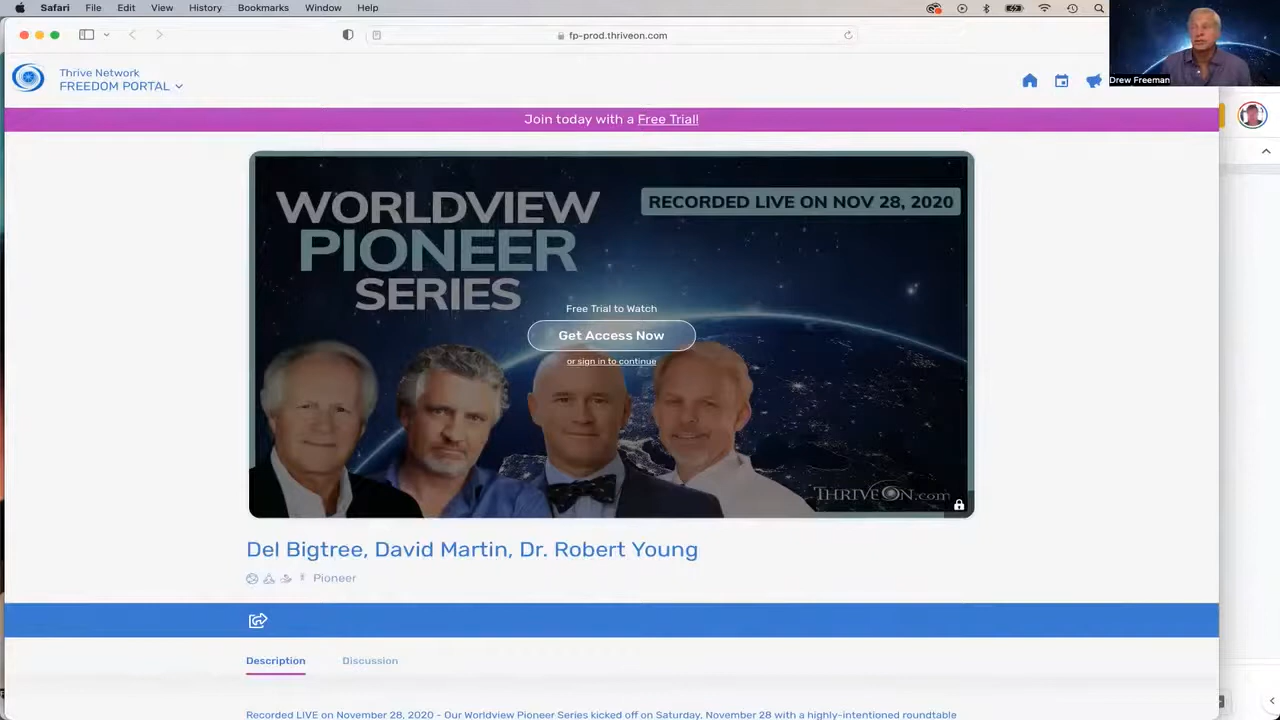 Safari File Edit View History Bookmarks Window Help
fp-prod.thriveon.com
Drew Freeman
Thrive Network
FREEDOM PORTAL
Join today with a Free Trial!
WORLDVIEW
PIONEER
SERIES
RECORDED LIVE ON NOV 28, 2020
Free Trial to Watch
Get Access Now
or sign in to continue
THRIVEON.com
Del Bigtree, David Martin, Dr. Robert Young
Pioneer
Description Discussion
Recorded LIVE on November 28, 2020 - Our Worldview Pioneer Series kicked off on Saturday, November 28 with a highly-intentioned roundtable